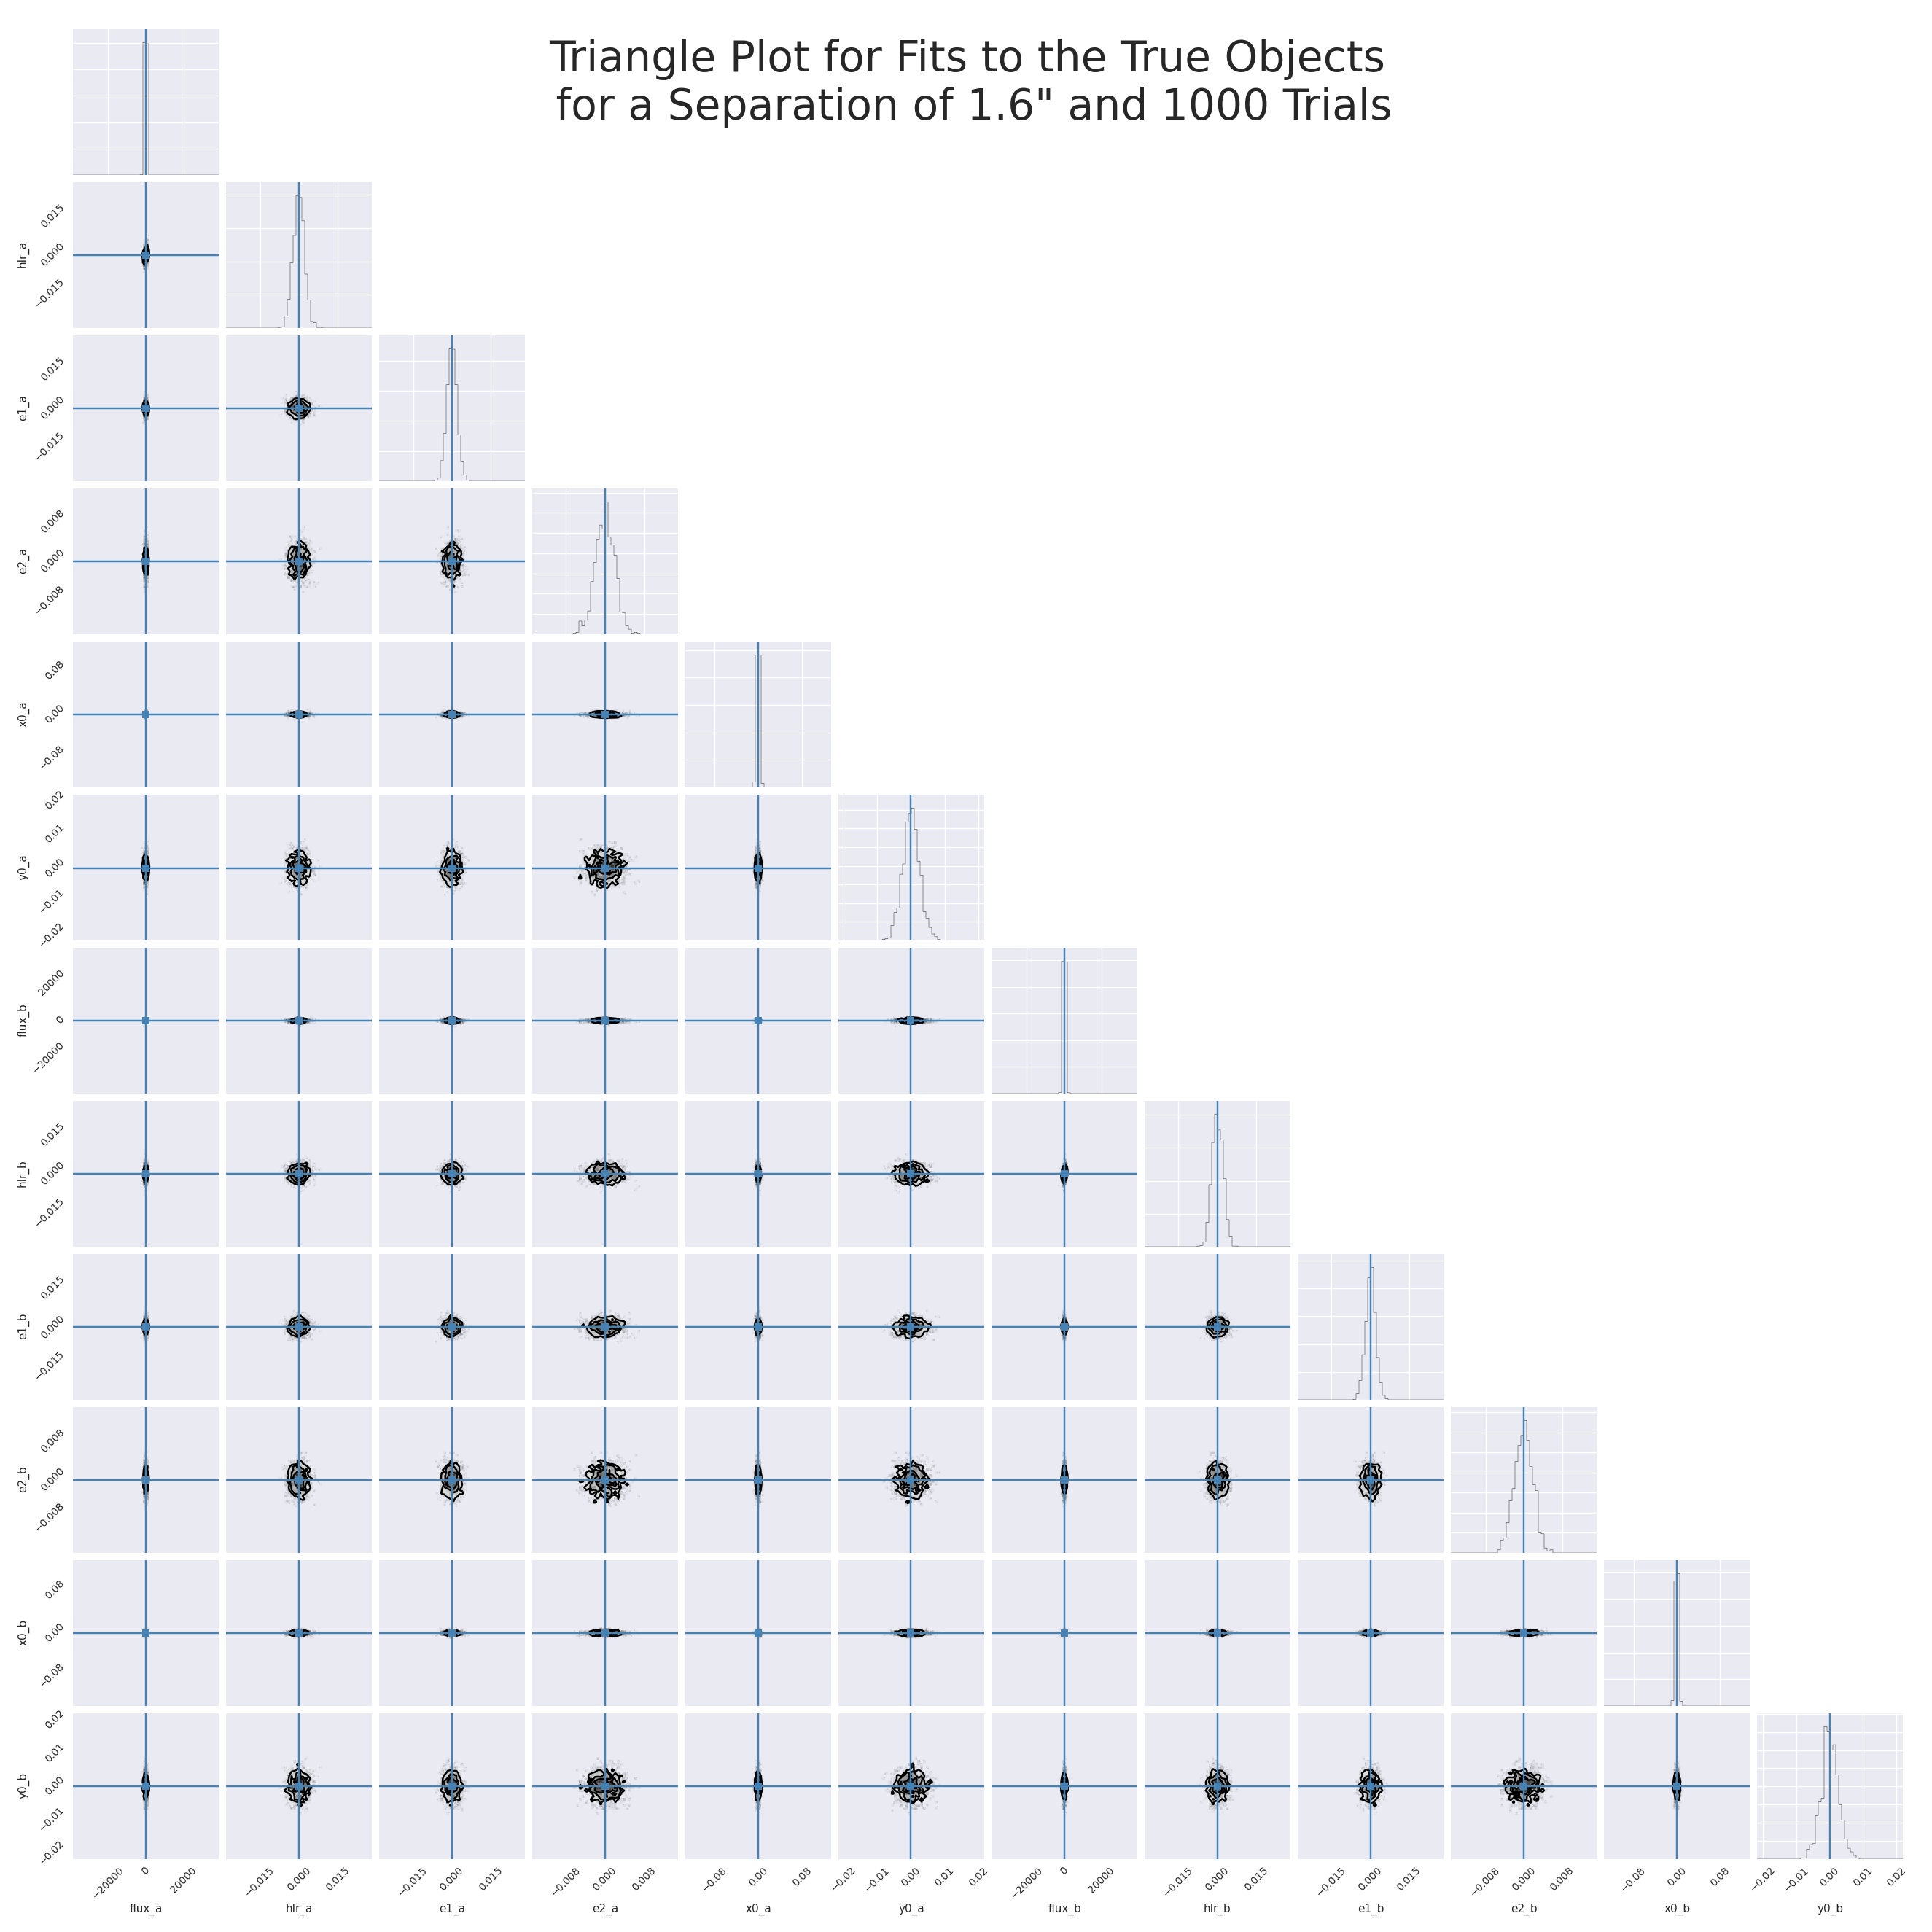 Triangle Plot for Fits to the True Objects
for a Separation of 1.6" and 1000 Trials
hlr_a
0.015
0.000
−0.015
e1_a
0.015
0.000
−0.015
e2_a
0.008
0.000
−0.008
x0_a
0.08
0.00
−0.08
y0_a
0.02
0.01
0.00
−0.01
−0.02
flux_b
20000
0
−20000
hlr_b
0.015
0.000
−0.015
e1_b
0.015
0.000
−0.015
e2_b
0.008
0.000
−0.008
x0_b
0.08
0.00
−0.08
y0_b
0.02
0.01
0.00
−0.01
−0.02
−20000 0 20000 −0.015 0.000 0.015 −0.015 0.000 0.015 −0.008 0.000 0.008 −0.08 0.00 0.08 −0.02 −0.01 0.00 0.01 0.02 −20000 0 20000 −0.015 0.000 0.015 −0.015 0.000 0.015 −0.008 0.000 0.008 −0.08 0.00 0.08 −0.02 −0.01 0.00 0.01 0.02
flux_a hlr_a e1_a e2_a x0_a y0_a flux_b hlr_b e1_b e2_b x0_b y0_b